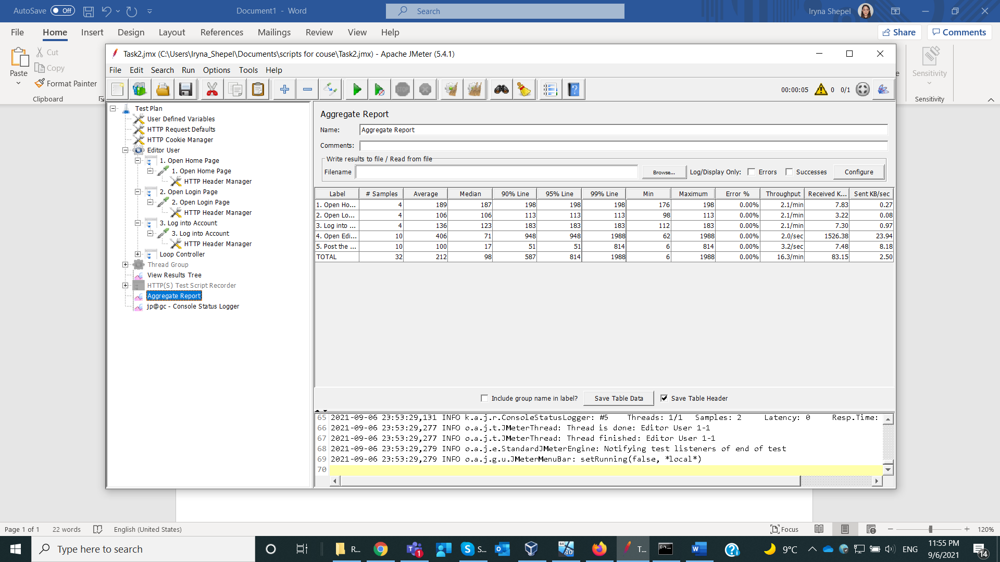 AutoSave Off Document1 - Word Search Iryna Shepel
File Home Insert Design Layout References Mailings Review View Help Share Comments
Paste Cut
Copy
Format Painter
Clipboard
Sensitivity
Sensitivity
Task2.jmx (C:\Users\Iryna_Shepel\Documents\scripts for couse\Task2.jmx) - Apache JMeter (5.4.1)
File Edit Search Run Options Tools Help
STOP 00:00:05 0 0/1
Test Plan
User Defined Variables
HTTP Request Defaults
HTTP Cookie Manager
Editor User
1. Open Home Page
1. Open Home Page
HTTP Header Manager
2. Open Login Page
2. Open Login Page
HTTP Header Manager
3. Log into Account
3. Log into Account
HTTP Header Manager
Loop Controller
Thread Group
View Results Tree
HTTP(S) Test Script Recorder
Aggregate Report
jp@gc - Console Status Logger
Aggregate Report
Name: Aggregate Report
Comments:
Write results to file / Read from file
Filename Browse... Log/Display Only: Errors Successes Configure
Label # Samples Average Median 90% Line 95% Line 99% Line Min Maximum Error % Throughput Received K... Sent KB/sec
1. Open Ho... 4 189 187 198 198 198 176 198 0.00% 2.1/min 7.83 0.27
2. Open Lo... 4 106 106 113 113 113 98 113 0.00% 2.1/min 3.22 0.08
3. Log into ... 4 136 123 183 183 183 112 183 0.00% 2.1/min 7.30 0.97
4. Open Edi... 10 406 71 948 948 1988 62 1988 0.00% 2.0/sec 1526.38 23.94
5. Post the ... 10 100 17 51 51 814 6 814 0.00% 3.2/sec 7.48 8.18
TOTAL 32 212 98 587 814 1988 6 1988 0.00% 16.3/min 83.15 2.50
Include group name in label? Save Table Data Save Table Header
65 2021-09-06 23:53:29,131 INFO k.a.j.r.ConsoleStatusLogger: #5 Threads: 1/1 Samples: 2 Latency: 0 Resp.Time:
66 2021-09-06 23:53:29,277 INFO o.a.j.t.JMeterThread: Thread is done: Editor User 1-1
67 2021-09-06 23:53:29,277 INFO o.a.j.t.JMeterThread: Thread finished: Editor User 1-1
68 2021-09-06 23:53:29,279 INFO o.a.j.e.StandardJMeterEngine: Notifying test listeners of end of test
69 2021-09-06 23:53:29,279 INFO o.a.j.g.u.JMeterMenuBar: setRunning(false, *local*)
70
Page 1 of 1 22 words English (United States) Focus 120%
Type here to search R... 1 S... 64 10 T... 9°C ENG 11:55 PM
9/6/2021 14